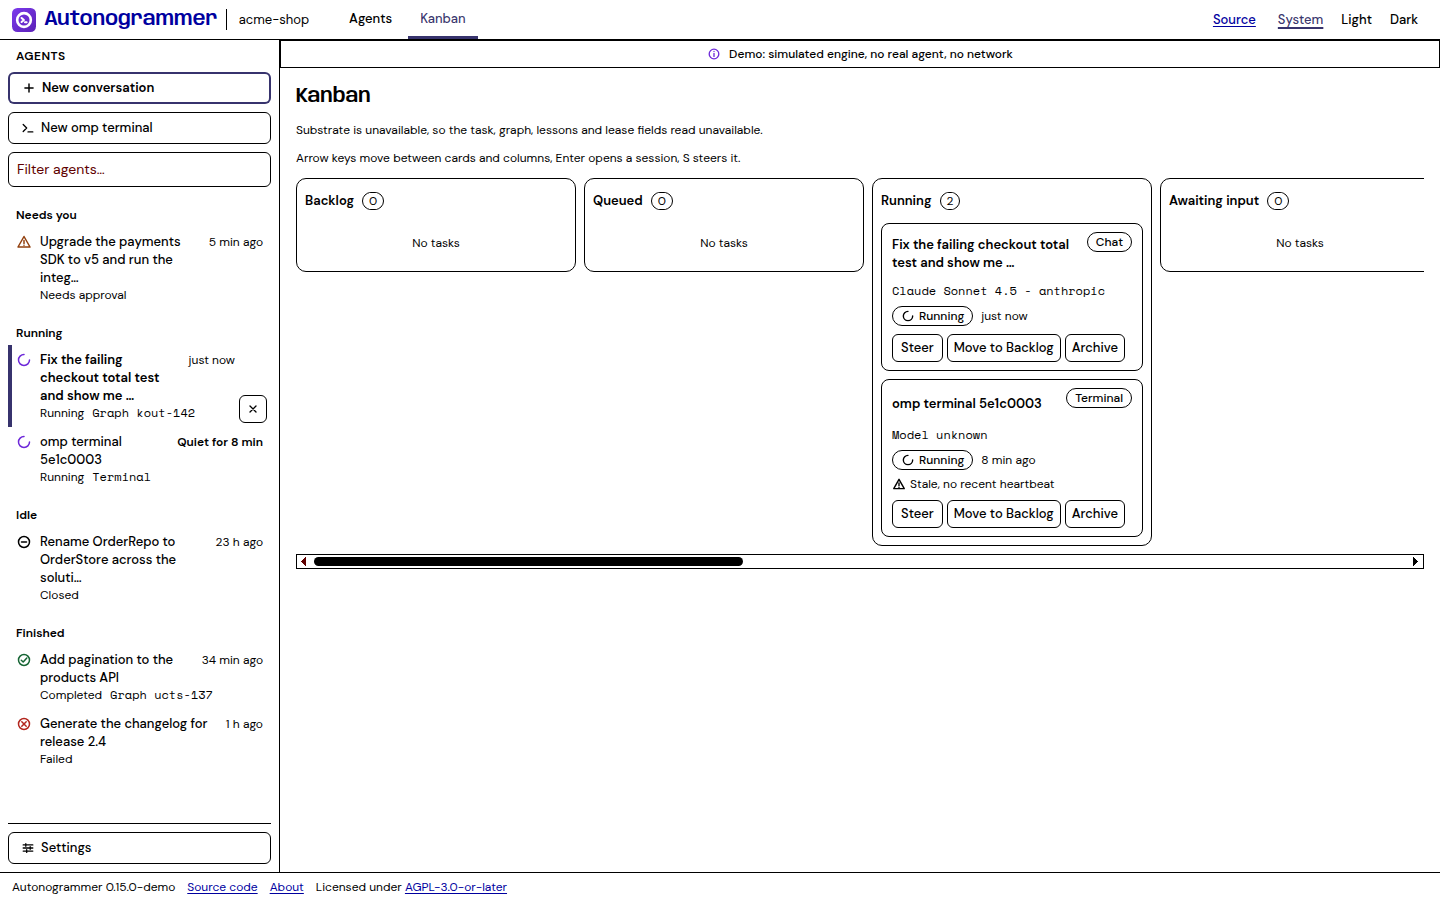 Autonogrammer acme-shop Agents Kanban Source System Light Dark
AGENTS
New conversation
New omp terminal
Filter agents...
Needs you
Upgrade the payments 5 min ago
SDK to v5 and run the
integ...
Needs approval
Running
Fix the failing just now
checkout total test
and show me ...
Running Graph kout-142
omp terminal Quiet for 8 min
5e1c0003
Running Terminal
Idle
Rename OrderRepo to 23 h ago
OrderStore across the
soluti...
Closed
Finished
Add pagination to the 34 min ago
products API
Completed Graph ucts-137
Generate the changelog for 1 h ago
release 2.4
Failed
Settings
Demo: simulated engine, no real agent, no network
Kanban
Substrate is unavailable, so the task, graph, lessons and lease fields read unavailable.
Arrow keys move between cards and columns, Enter opens a session, S steers it.
Backlog 0
No tasks
Queued 0
No tasks
Running 2
Fix the failing checkout total Chat
test and show me ...
Claude Sonnet 4.5 - anthropic
Running just now
Steer Move to Backlog Archive
omp terminal 5e1c0003 Terminal
Model unknown
Running 8 min ago
Stale, no recent heartbeat
Steer Move to Backlog Archive
Awaiting input 0
No tasks
Autonogrammer 0.15.0-demo Source code About Licensed under AGPL-3.0-or-later